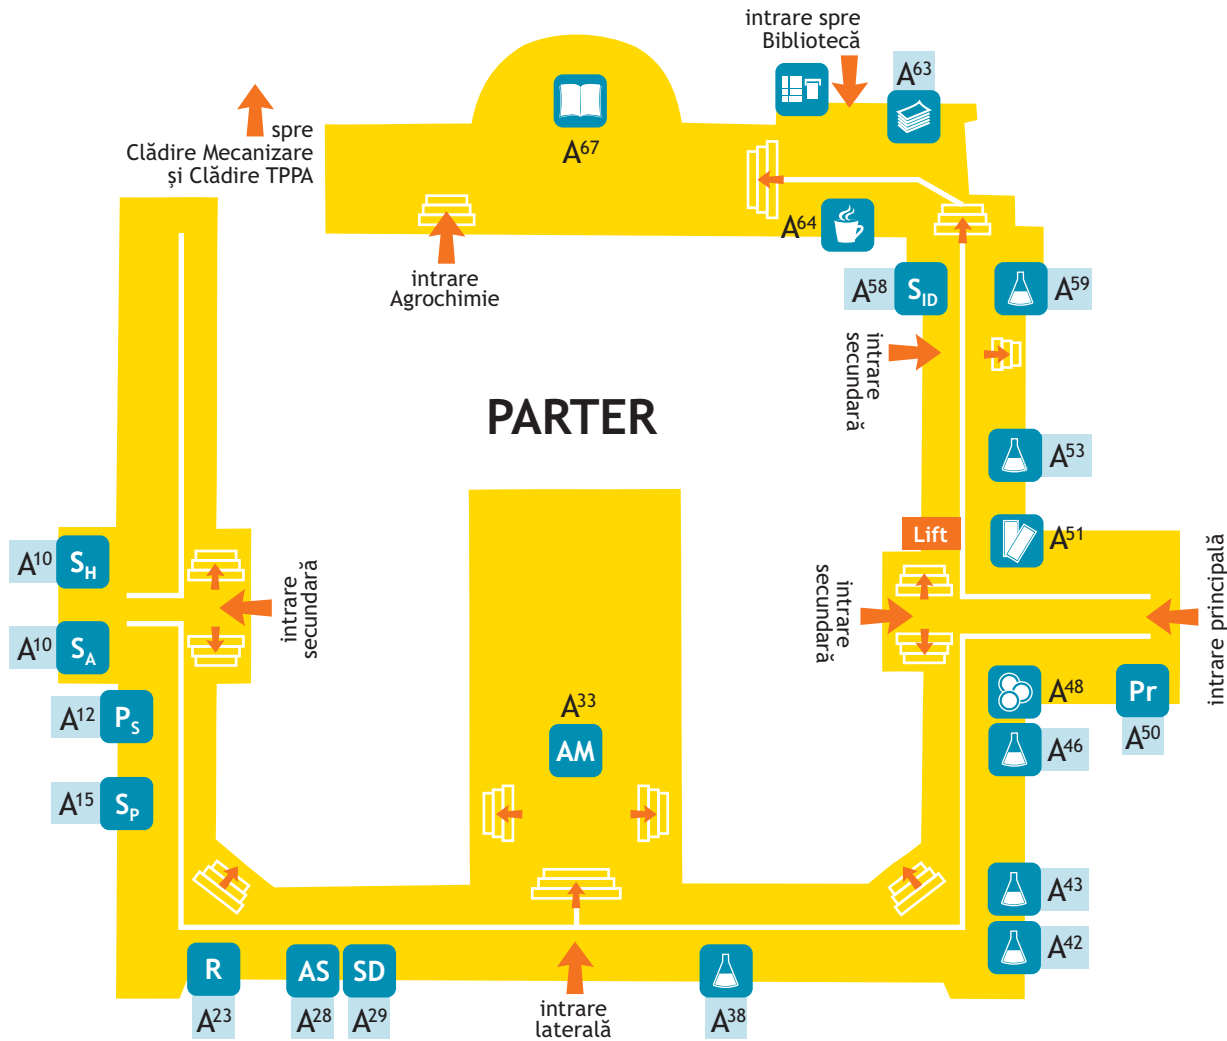 intrare spre
Bibliotecă
A63
spre
Clădire Mecanizare
și Clădire TPPA
A67
A64
intrare
Agrochimie
A58
SID
A59
intrare
secundară
PARTER
A53
Lift
A51
A10
SH
intrare
secundară
intrare
secundară
intrare principală
A10
SA
A48
Pr
A50
A12
PS
A33
AM
A46
A15
SP
A43
A42
R
A23
AS
A28
SD
A29
intrare
laterală
A38